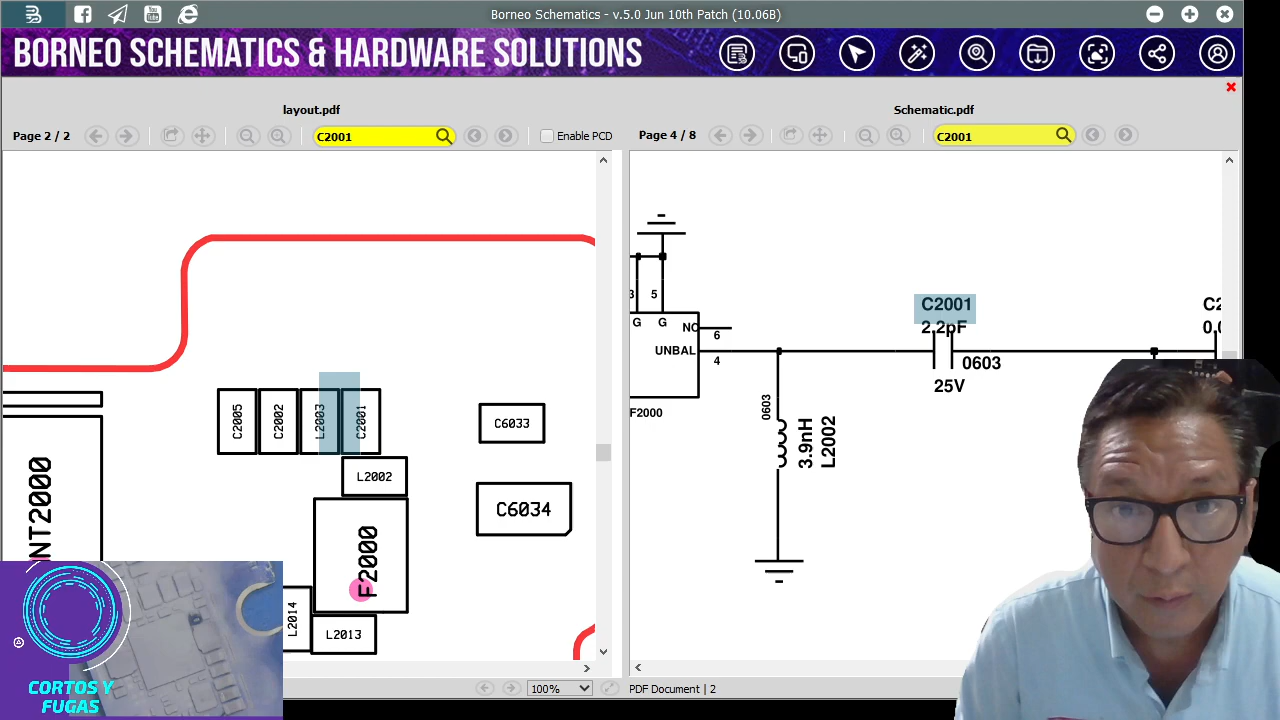 Borneo Schematics - v.5.0 Jun 10th Patch (10.06B)
BORNEO SCHEMATICS & HARDWARE SOLUTIONS
layout.pdf
Page 2 / 2
C2001
Enable PCD
Schematic.pdf
Page 4 / 8
C2001
C2005
C2002
L2003
C2001
L2002
C6033
C6034
NT2000
F2000
L2014
L2013
3
5
G
G
NC
6
UNBAL
4
F2000
C2001
2.2pF
0603
25V
0603
3.9nH
L2002
C2
0.0
100%
PDF Document | 2
CORTOS Y
FUGAS